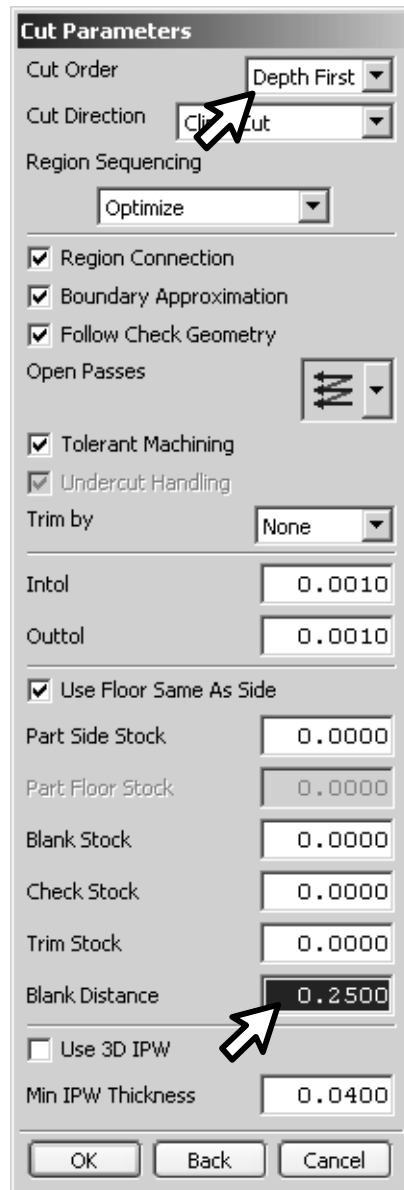 Cut Parameters
Cut Order Depth First
Cut Direction Cut
Region Sequencing
Optimize
Region Connection
Boundary Approximation
Follow Check Geometry
Open Passes
Tolerant Machining
Undercut Handling
Trim by None
Intol 0.0010
Outtol 0.0010
Use Floor Same As Side
Part Side Stock 0.0000
Part Floor Stock 0.0000
Blank Stock 0.0000
Check Stock 0.0000
Trim Stock 0.0000
Blank Distance 0.2500
Use 3D IPW
Min IPW Thickness 0.0400
OK Back Cancel